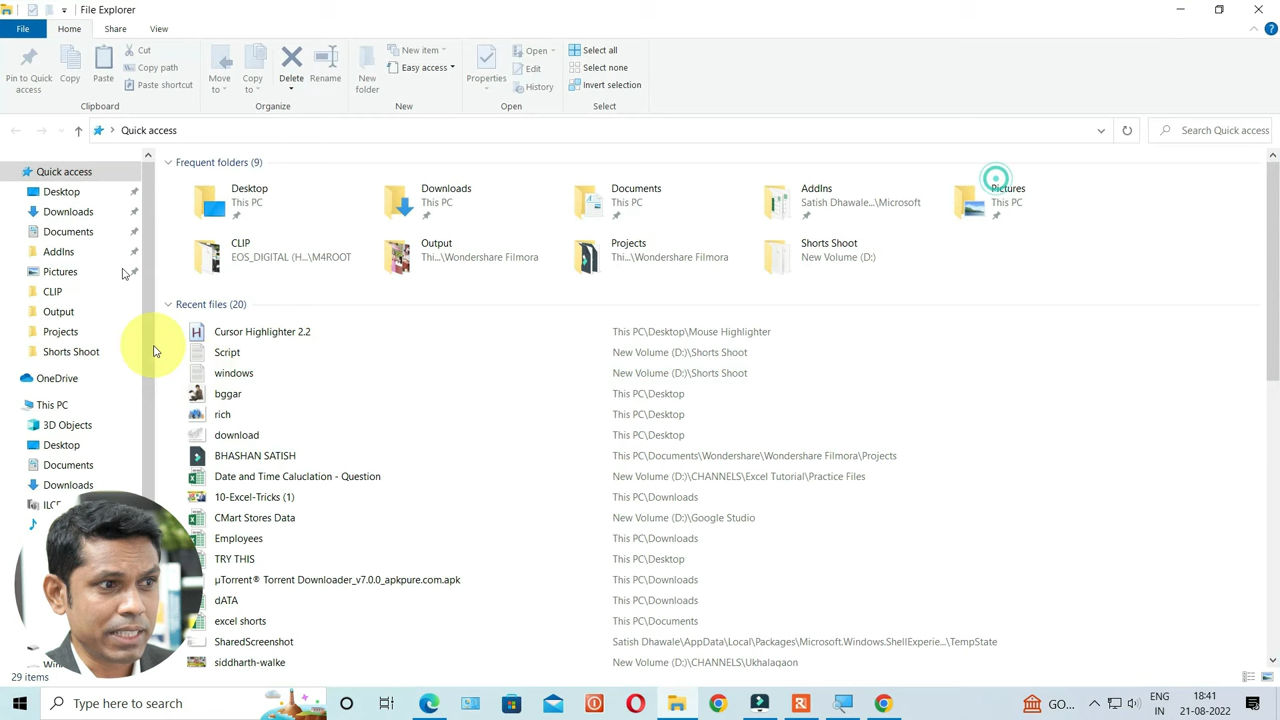 File Explorer
File Home Share View
Pin to Quick access
Copy
Paste
Cut
Copy path
Paste shortcut
Clipboard
Move to
Copy to
Delete
Rename
Organize
New folder
New item
Easy access
New
Properties
Open
Edit
History
Open
Select all
Select none
Invert selection
Select
Quick access
Search Quick access
Quick access
Desktop
Downloads
Documents
AddIns
Pictures
CLIP
Output
Projects
Shorts Shoot
OneDrive
This PC
3D Objects
Desktop
Documents
Downloads
Frequent folders (9)
Desktop
This PC
Downloads
This PC
Documents
This PC
AddIns
Satish Dhawale...\Microsoft
Pictures
This PC
CLIP
EOS_DIGITAL (H...\M4ROOT
Output
Thi...\Wondershare Filmora
Projects
Thi...\Wondershare Filmora
Shorts Shoot
New Volume (D:)
Recent files (20)
Cursor Highlighter 2.2 This PC\Desktop\Mouse Highlighter
Script New Volume (D:)\Shorts Shoot
windows New Volume (D:)\Shorts Shoot
bggar This PC\Desktop
rich This PC\Desktop
download This PC\Desktop
BHASHAN SATISH This PC\Documents\Wondershare\Wondershare Filmora\Projects
Date and Time Caluclation - Question New Volume (D:)\CHANNELS\Excel Tutorial\Practice Files
10-Excel-Tricks (1) This PC\Downloads
CMart Stores Data New Volume (D:)\Google Studio
Employees This PC\Downloads
TRY THIS This PC\Desktop
µTorrent® Torrent Downloader_v7.0.0_apkpure.com.apk This PC\Downloads
dATA This PC\Downloads
excel shorts This PC\Downloads
SharedScreenshot Satish Dhawale\AppData\Local\Packages\Microsoft.Windows.ShellExperie...\TempState
siddharth-walke New Volume (D:)\CHANNELS\Ukhalagaon
29 items
Type here to search
GO...
ENG
IN
18:41
21-08-2022